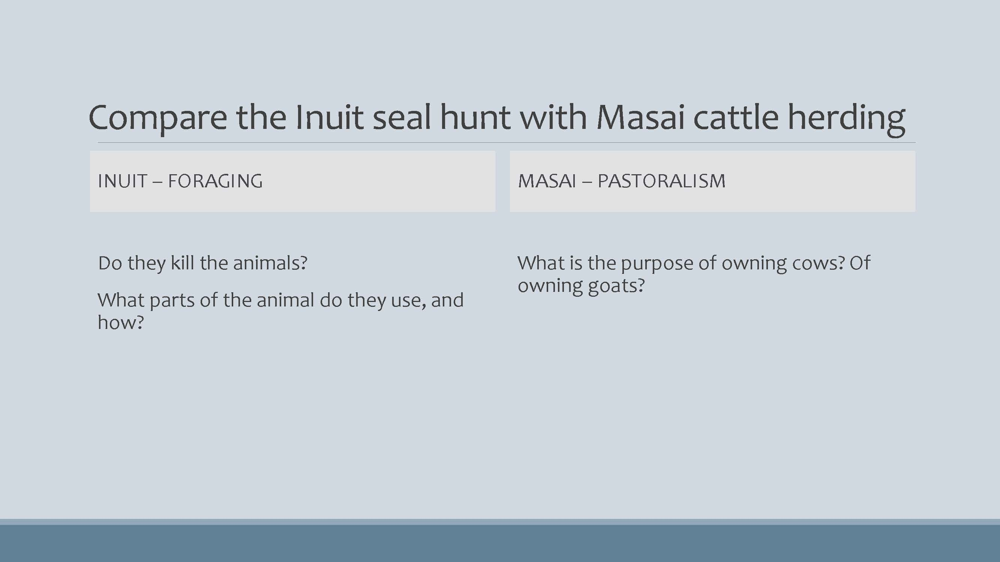 Compare the Inuit seal hunt with Masai cattle herding
INUIT – FORAGING
Do they kill the animals?
What parts of the animal do they use, and
how?
MASAI – PASTORALISM
What is the purpose of owning cows? Of
owning goats?